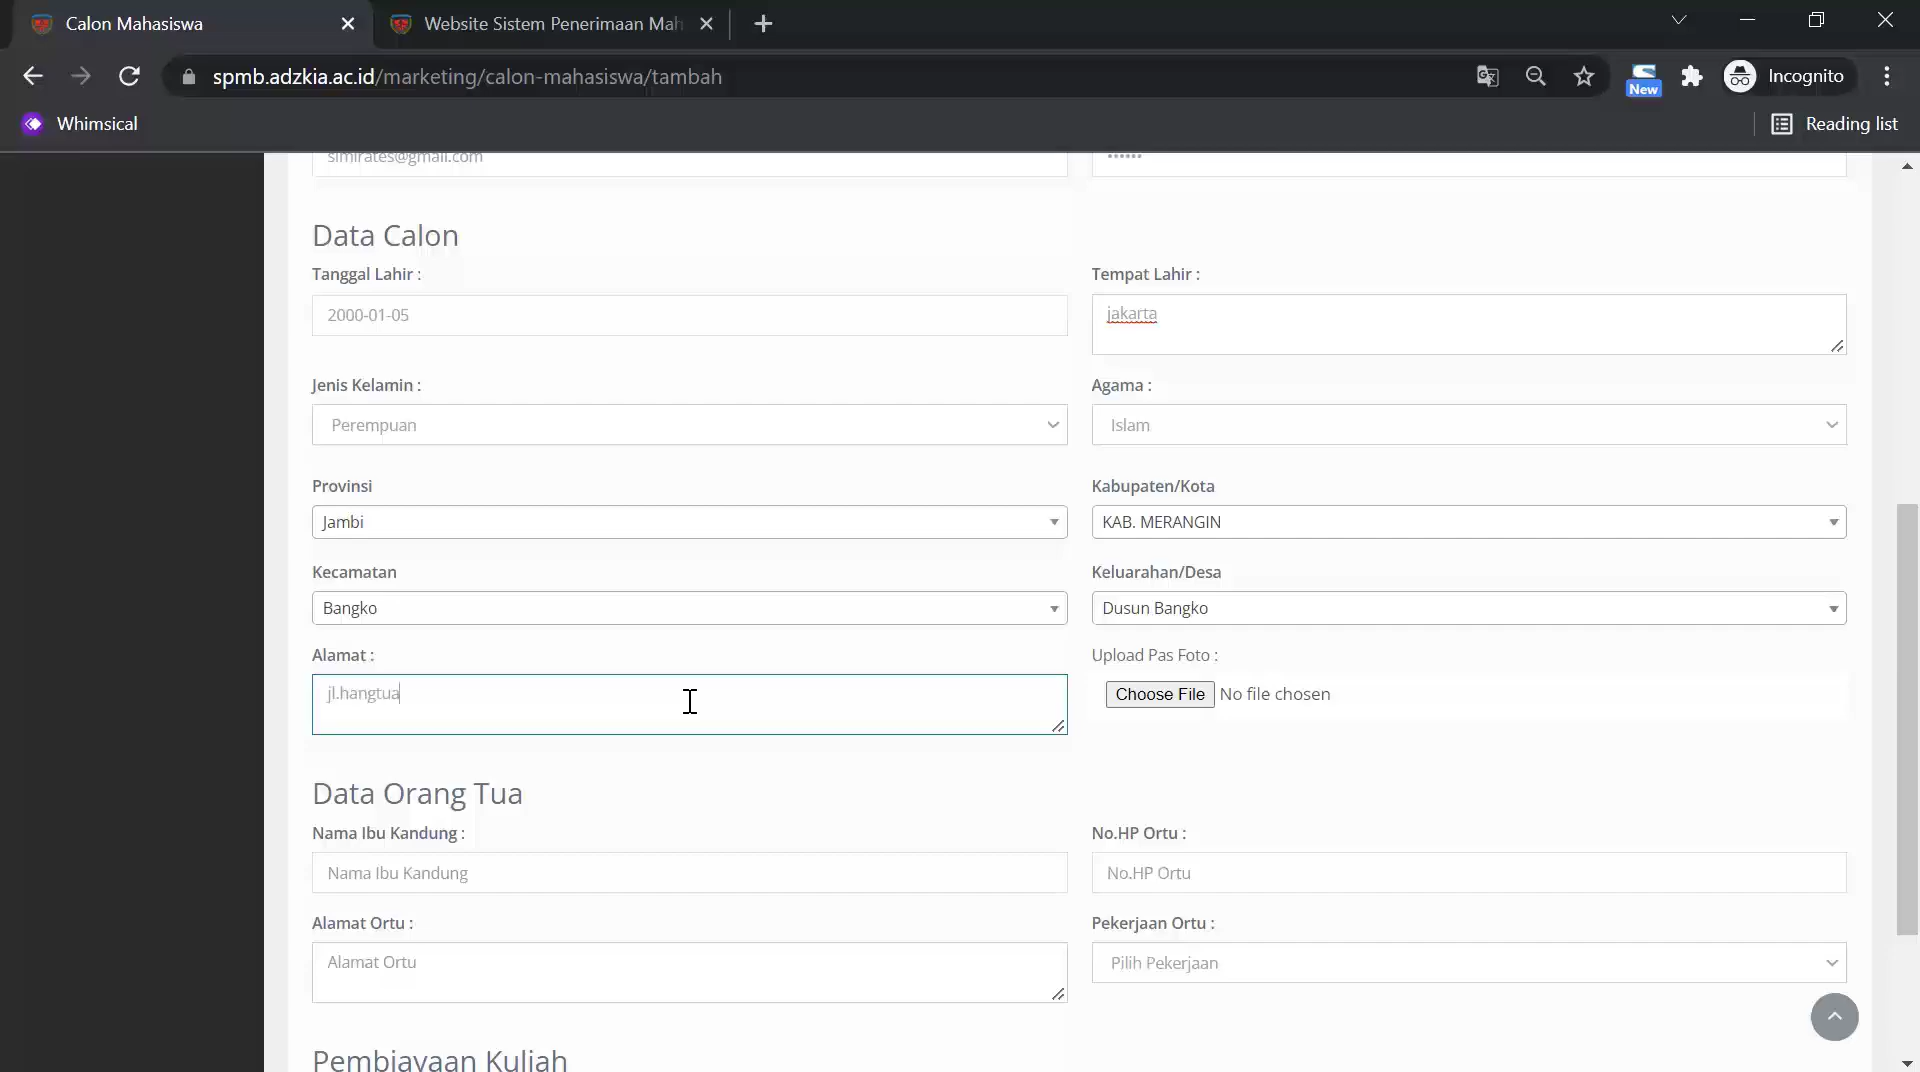 Calon Mahasiswa
Website Sistem Penerimaan Mah
spmb.adzkia.ac.id/marketing/calon-mahasiswa/tambah
New
Incognito
Whimsical
Reading list
simirates@gmail.com
••••••
Data Calon
Tanggal Lahir :
Tempat Lahir :
2000-01-05
jakarta
Jenis Kelamin :
Agama :
Perempuan
Islam
Provinsi
Kabupaten/Kota
Jambi
KAB. MERANGIN
Kecamatan
Keluarahan/Desa
Bangko
Dusun Bangko
Alamat :
Upload Pas Foto :
jl.hangtua
Choose File No file chosen
Data Orang Tua
Nama Ibu Kandung :
No.HP Ortu :
Nama Ibu Kandung
No.HP Ortu
Alamat Ortu :
Pekerjaan Ortu :
Alamat Ortu
Pilih Pekerjaan
Pembiayaan Kuliah